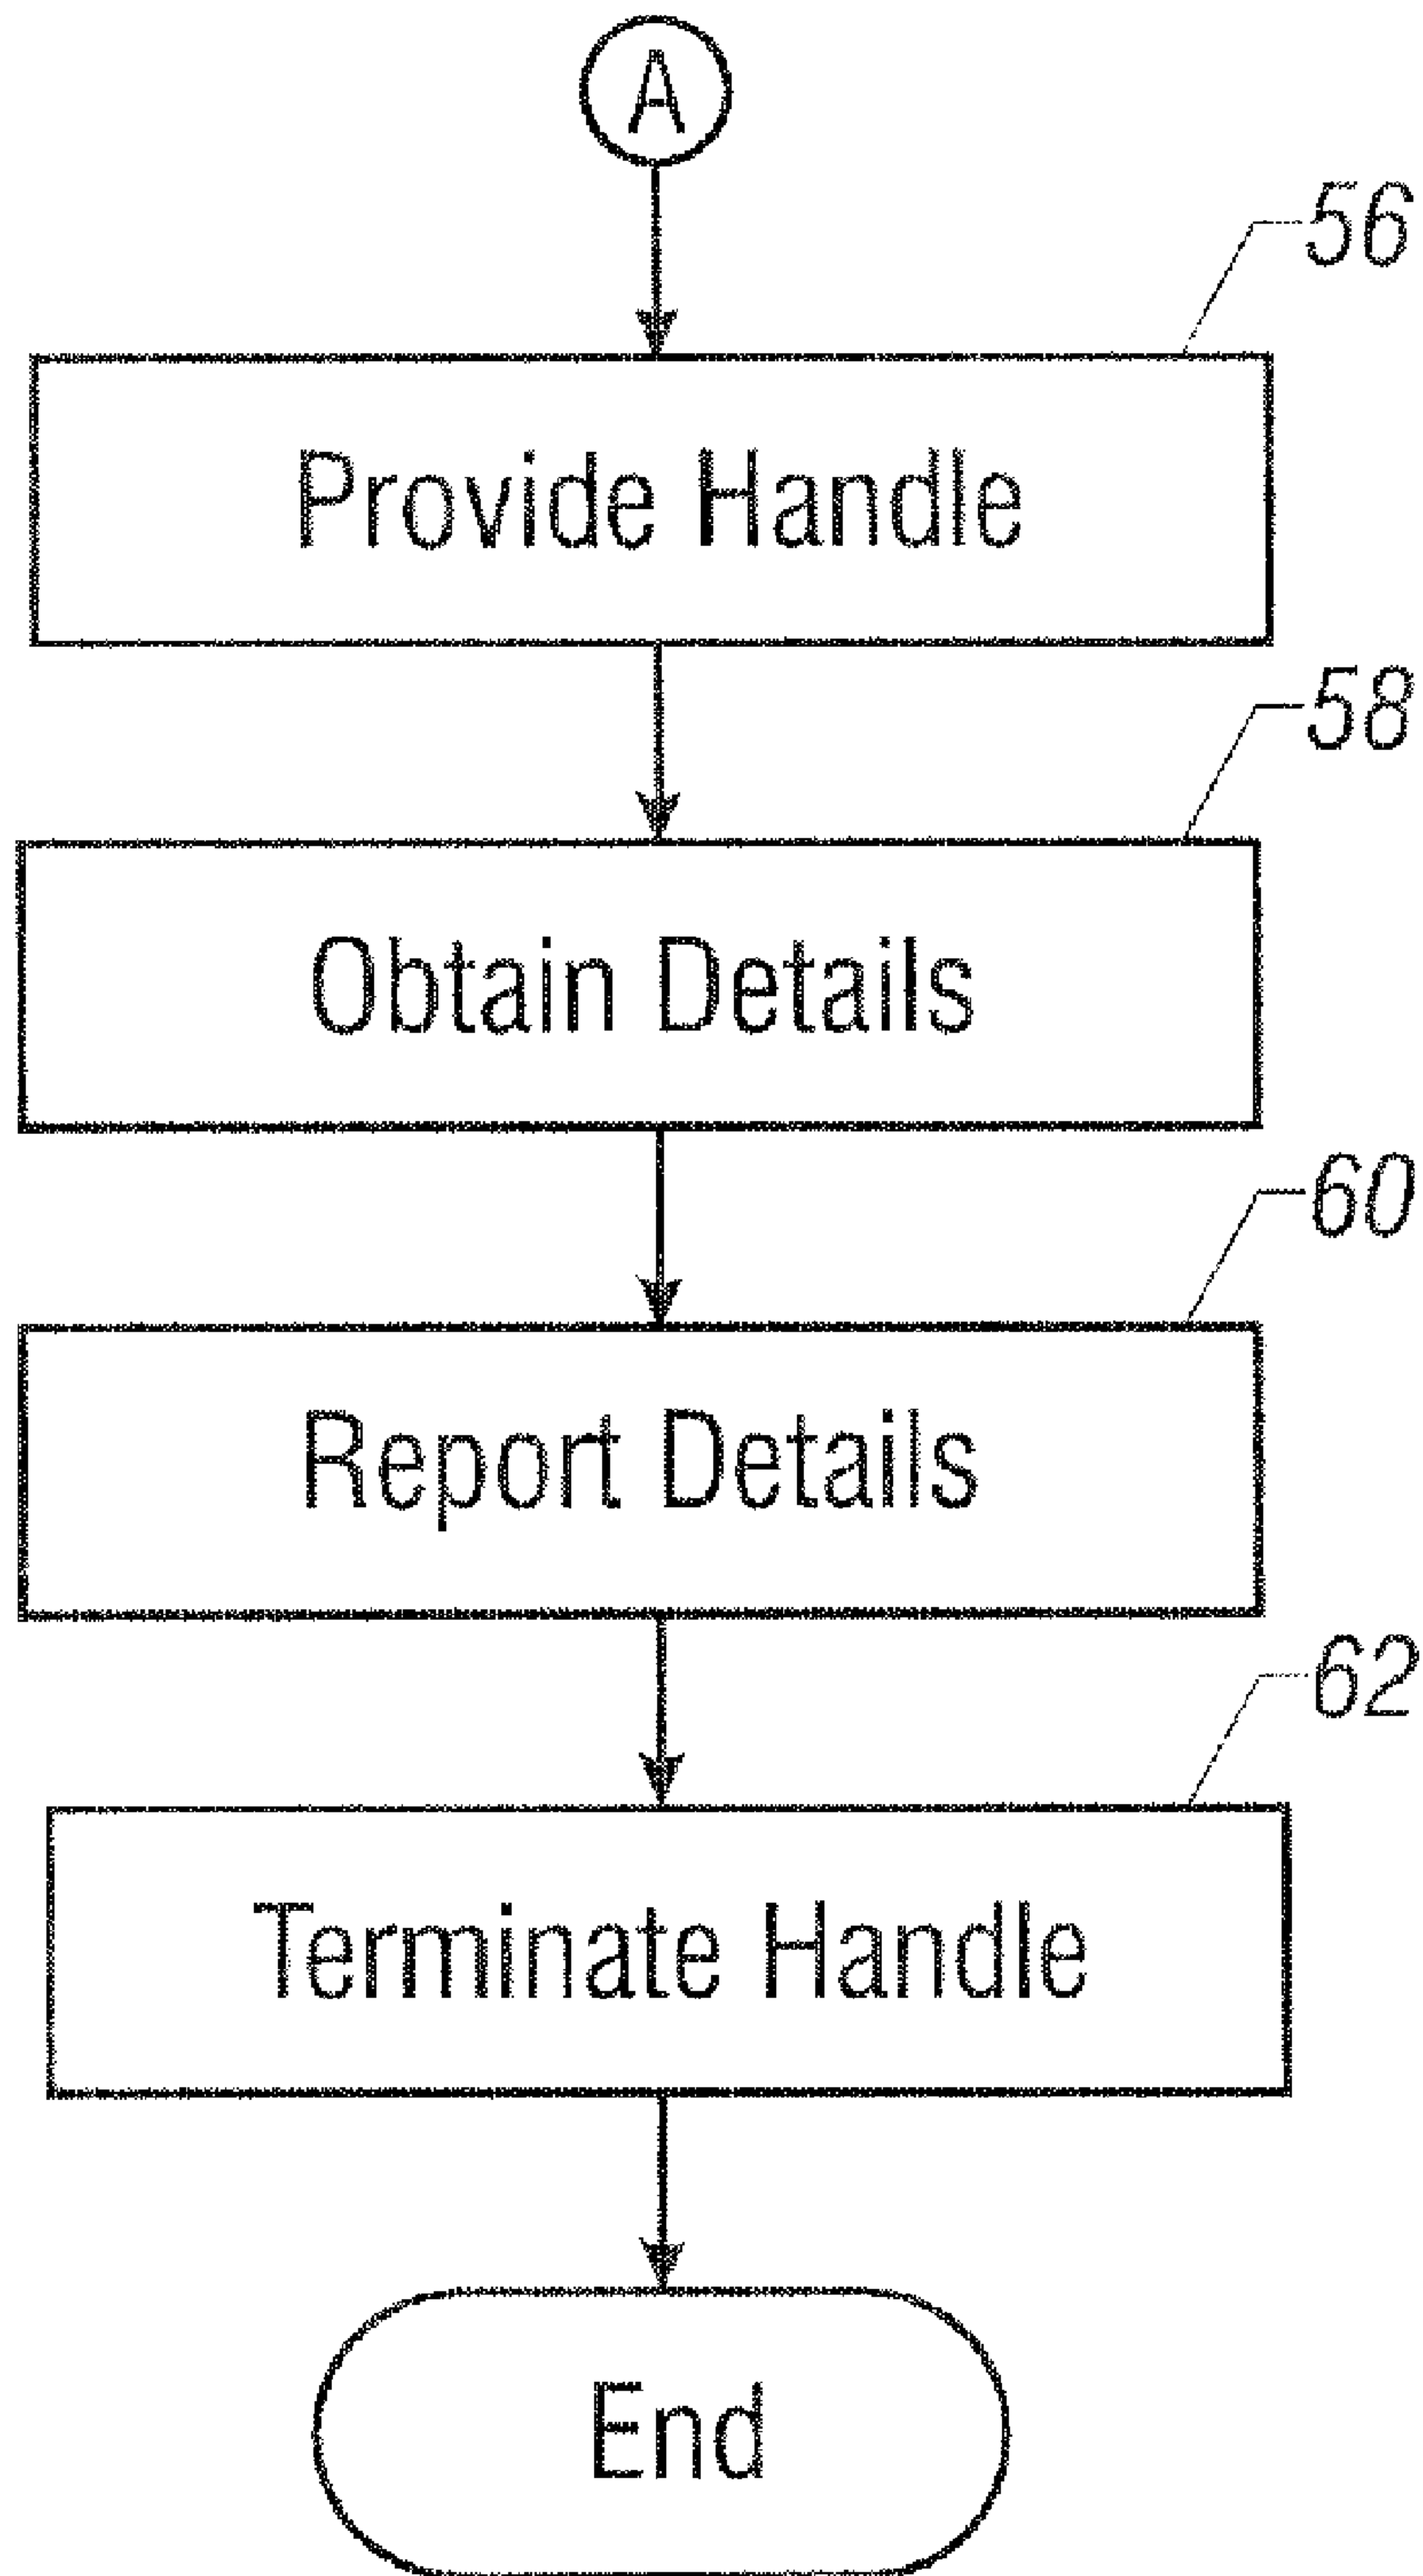 A
56
Provide Handle
58
Obtain Details
60
Report Details
62
Terminate Handle
End